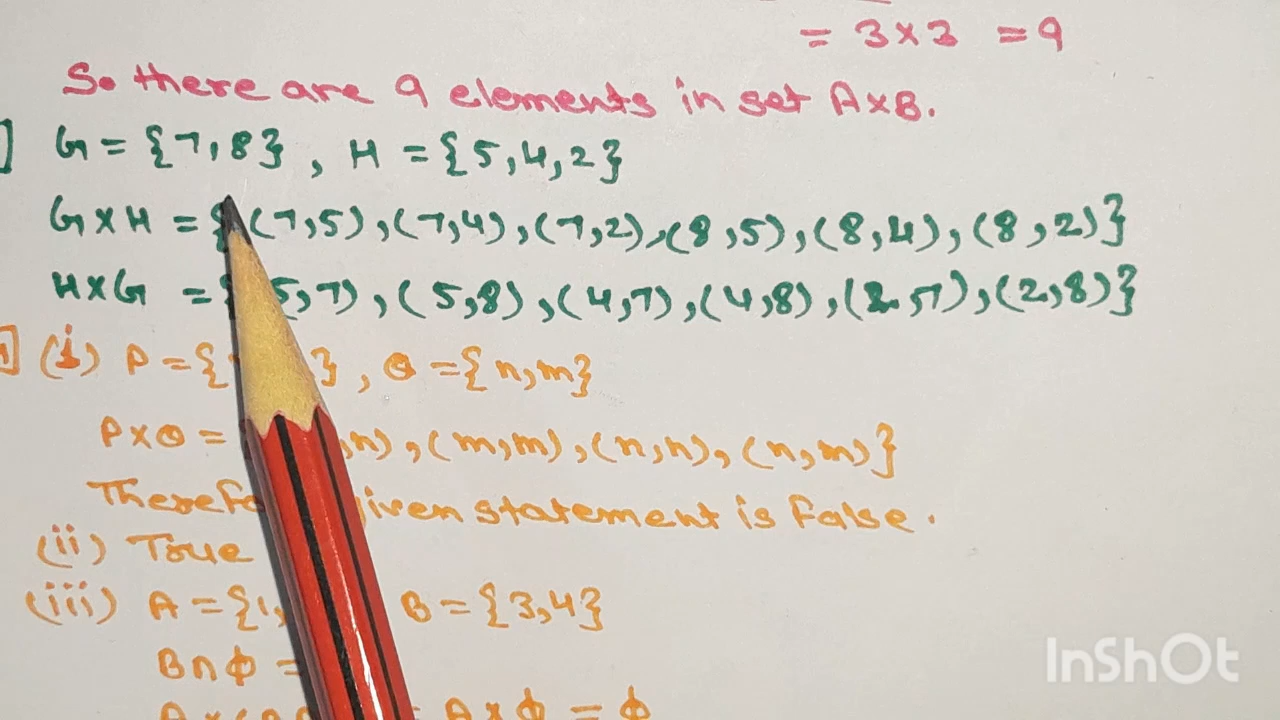 = 3×3 = 9
So there are 9 elements in set A×B.
] G = {7,8} , H = {5,4,2}
G×H = {(7,5),(7,4),(7,2),(8,5),(8,4),(8,2)}
H×G = {5,7),(5,8),(4,7),(4,8),(2,7),(2,8)}
] (i) P = { } , Q = {n,m}
P×Q = ,n),(m,m),(n,n),(n,m)}
given statement is False.
(ii) True
(iii) A = {1, B = {3,4}
B∩ϕ =
= A×ϕ = ϕ
InShOt